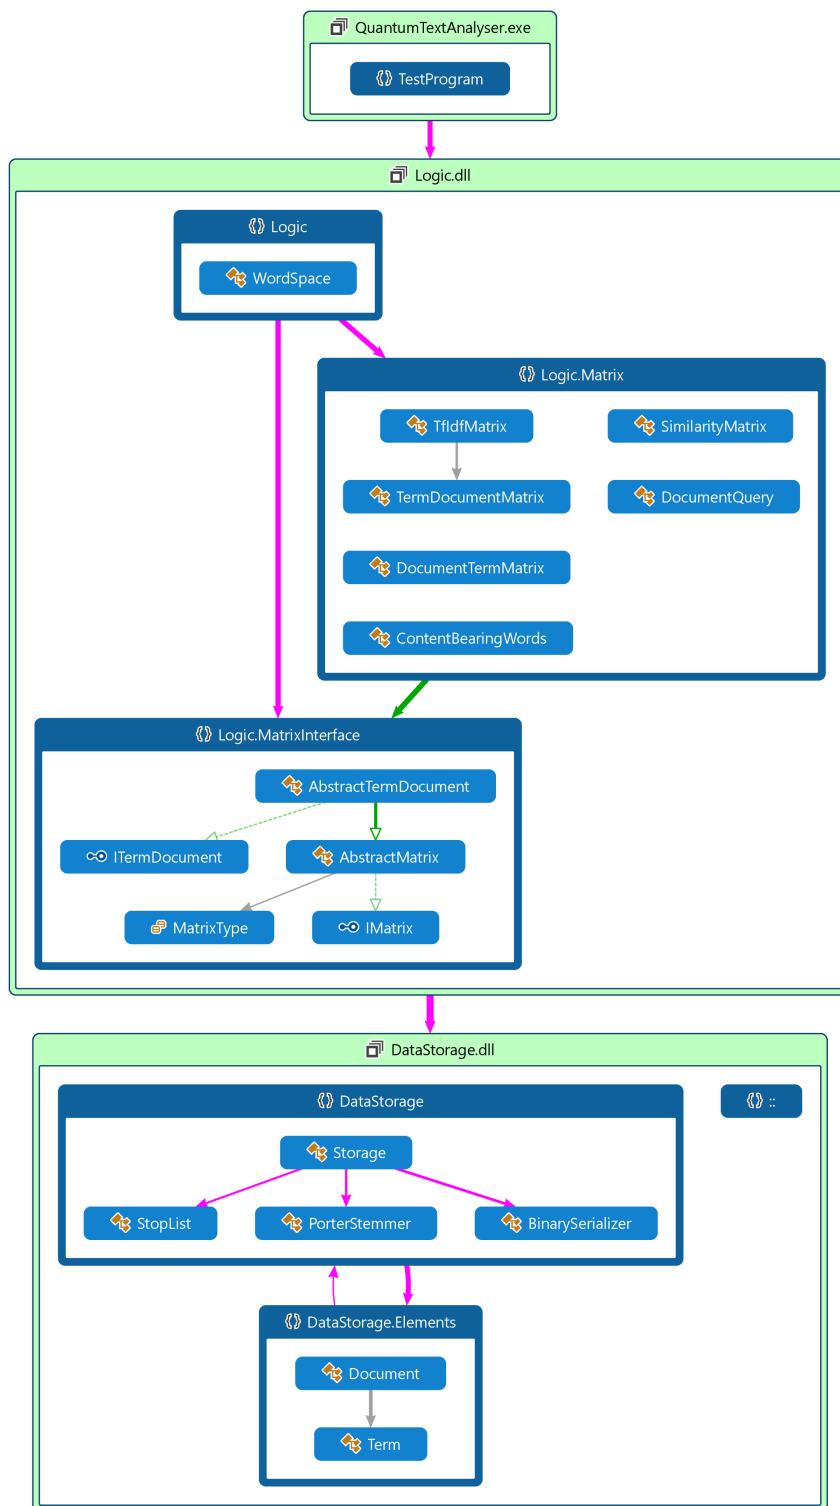 QuantumTextAnalyser.exe
TestProgram
Logic.dll
Logic
WordSpace
Logic.Matrix
TfIdfMatrix
SimilarityMatrix
TermDocumentMatrix
DocumentQuery
DocumentTermMatrix
ContentBearingWords
Logic.MatrixInterface
AbstractTermDocument
ITermDocument
AbstractMatrix
MatrixType
IMatrix
DataStorage.dll
DataStorage
::
Storage
StopList
PorterStemmer
BinarySerializer
DataStorage.Elements
Document
Term